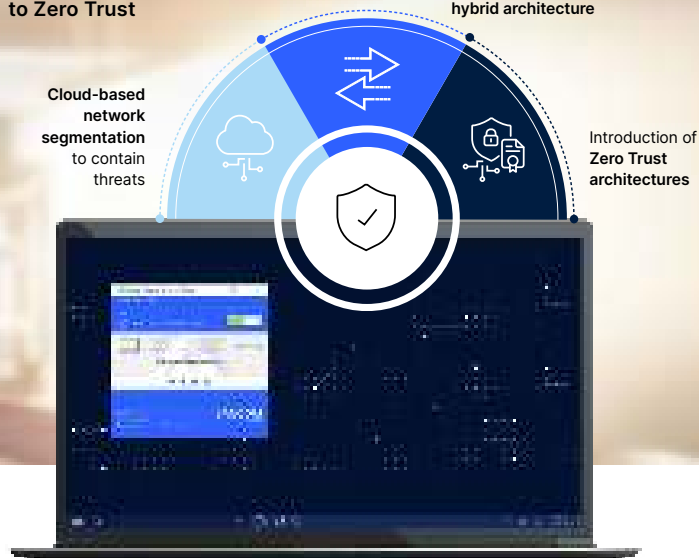 to Zero Trust
hybrid architecture
Cloud-based
network
segmentation
to contain
threats
Introduction of
Zero Trust
architectures